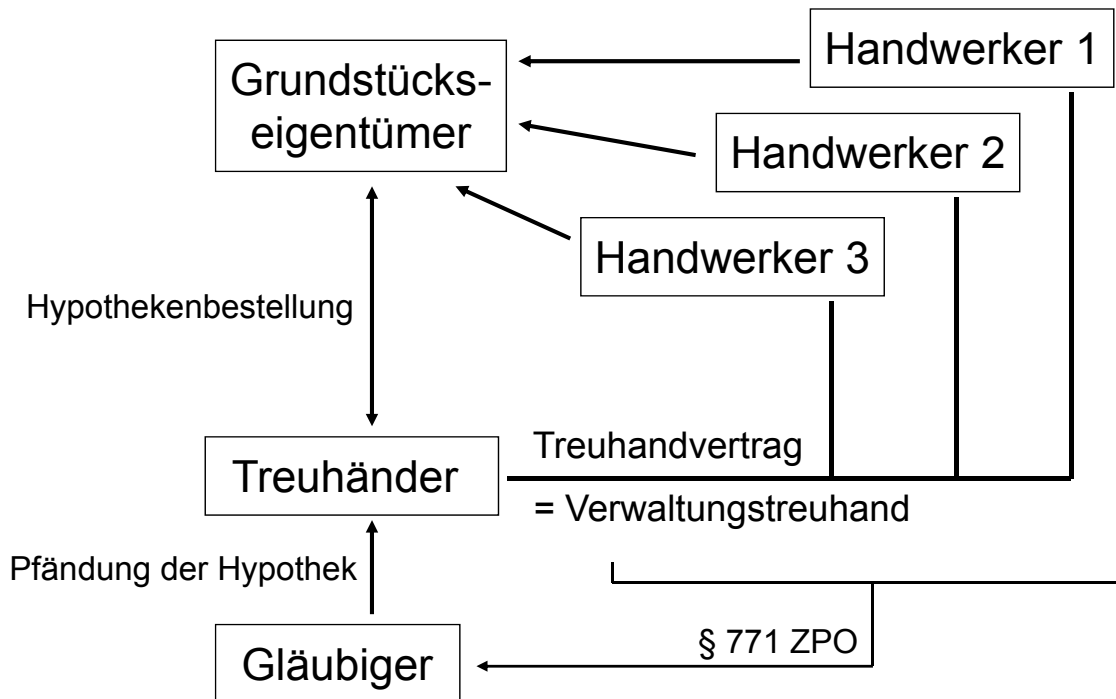 Handwerker 1
Grundstücks-
eigentümer
Handwerker 2
Handwerker 3
Hypothekenbestellung
Treuhandvertrag
Treuhänder
= Verwaltungstreuhand
Pfändung der Hypothek
§ 771 ZPO
Gläubiger